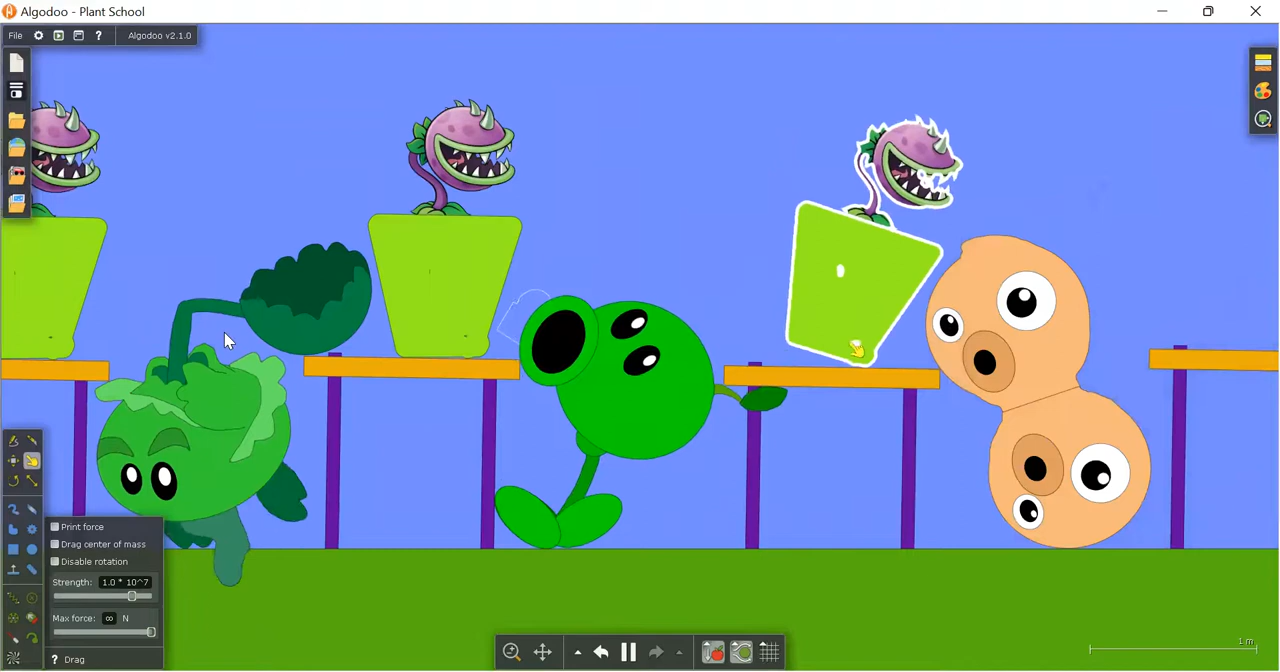 Algodoo - Plant School
File ? Algodoo v2.1.0
Print force
Drag center of mass
Disable rotation
Strength: 1.0 * 10^7
Max force: ∞ N
? Drag
1 m